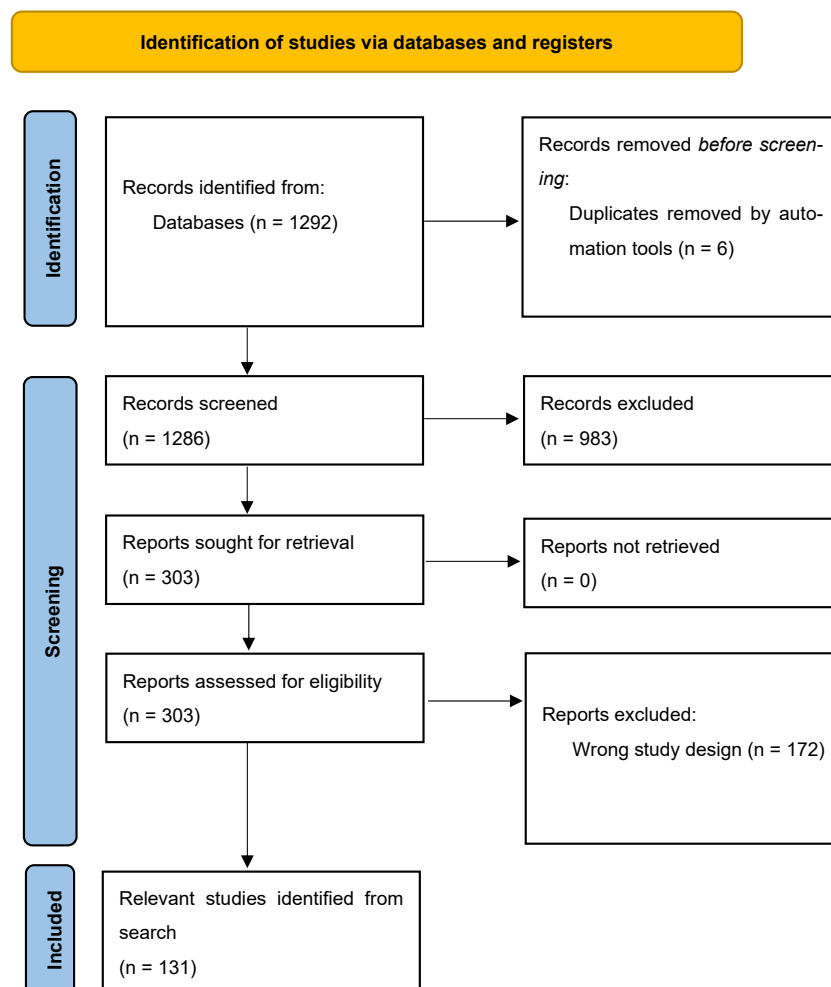 Identification of studies via databases and registers
Identification
Records identified from:
Databases (n = 1292)
Records removed before screen-
ing:
Duplicates removed by auto-
mation tools (n = 6)
Screening
Records screened
(n = 1286)
Records excluded
(n = 983)
Reports sought for retrieval
(n = 303)
Reports not retrieved
(n = 0)
Reports assessed for eligibility
(n = 303)
Reports excluded:
Wrong study design (n = 172)
Included
Relevant studies identified from
search
(n = 131)